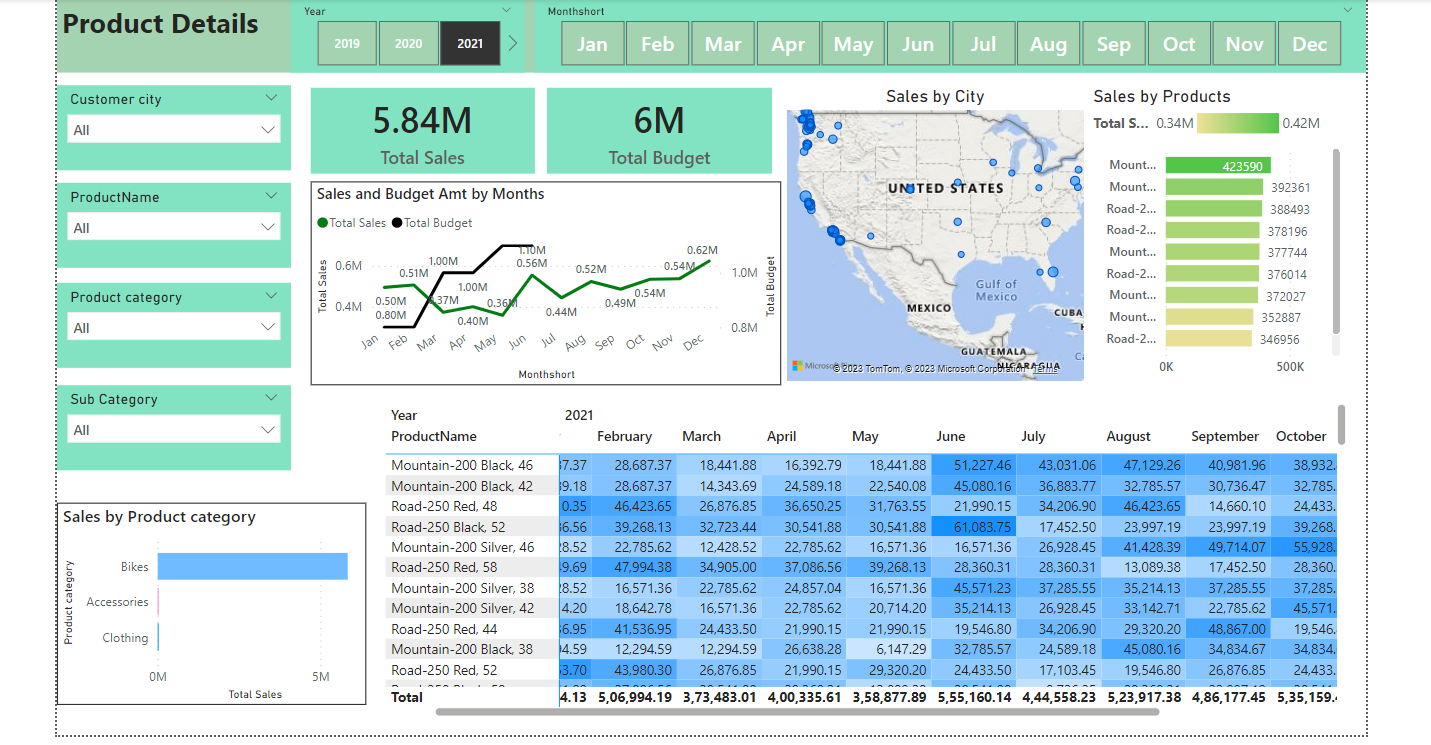 Product Details
Year
2019 2020 2021
Monthshort
Jan Feb Mar Apr May Jun Jul Aug Sep Oct Nov Dec
Customer city
All
ProductName
All
Product category
All
Sub Category
All
5.84M
Total Sales
6M
Total Budget
Sales and Budget Amt by Months
Total Sales Total Budget
Total Sales
0.6M
0.4M
0.50M
0.80M
0.51M
1.00M
0.37M
1.00M
0.40M
0.36M
1.10M
0.56M
0.44M
0.52M
0.49M
0.54M
0.54M
0.62M
1.0M
0.8M
Total Budget
Jan Feb Mar Apr May Jun Jul Aug Sep Oct Nov Dec
Monthshort
Sales by City
UNITED STATES
Gulf of
Mexico
MEXICO
CUBA
GUATEMALA
NICARAGUA
Microsoft
© 2023 TomTom, © 2023 Microsoft Corporation Terms
Sales by Products
Total S... 0.34M 0.42M
Mount... 423590
Mount... 392361
Road-2... 388493
Road-2... 378196
Mount... 377744
Road-2... 376014
Mount... 372027
Mount... 352887
Road-2... 346956
0K 500K
Sales by Product category
Product category
Bikes
Accessories
Clothing
0M 5M
Total Sales
Year 2021
ProductName February March April May June July August September October
Mountain-200 Black, 46 37.37 28,687.37 18,441.88 16,392.79 18,441.88 51,227.46 43,031.06 47,129.26 40,981.96 38,932.
Mountain-200 Black, 42 39.18 28,687.37 14,343.69 24,589.18 22,540.08 45,080.16 36,883.77 32,785.57 30,736.47 32,785.
Road-250 Red, 48 0.35 46,423.65 26,876.85 36,650.25 31,763.55 21,990.15 34,206.90 46,423.65 14,660.10 24,433.
Road-250 Black, 52 36.56 39,268.13 32,723.44 30,541.88 30,541.88 61,083.75 17,452.50 23,997.19 23,997.19 39,268.
Mountain-200 Silver, 46 28.52 22,785.62 12,428.52 22,785.62 16,571.36 16,571.36 26,928.45 41,428.39 49,714.07 55,928.
Road-250 Red, 58 9.69 47,994.38 34,905.00 37,086.56 39,268.13 28,360.31 28,360.31 13,089.38 17,452.50 28,360.
Mountain-200 Silver, 38 28.52 16,571.36 22,785.62 24,857.04 16,571.36 45,571.23 37,285.55 35,214.13 37,285.55 37,285.
Mountain-200 Silver, 42 4.20 18,642.78 16,571.36 22,785.62 20,714.20 35,214.13 26,928.45 33,142.71 22,785.62 45,571.
Road-250 Red, 44 36.95 41,536.95 24,433.50 21,990.15 21,990.15 19,546.80 34,206.90 29,320.20 48,867.00 19,546.
Mountain-200 Black, 38 94.59 12,294.59 12,294.59 26,638.28 6,147.29 32,785.57 24,589.18 45,080.16 34,834.67 34,834.
Road-250 Red, 52 53.70 43,980.30 26,876.85 21,990.15 29,320.20 24,433.50 17,103.45 19,546.80 26,876.85 24,433.
Total 4.13 5,06,994.19 3,73,483.01 4,00,335.61 3,58,877.89 5,55,160.14 4,44,558.23 5,23,917.38 4,86,177.45 5,35,159.4